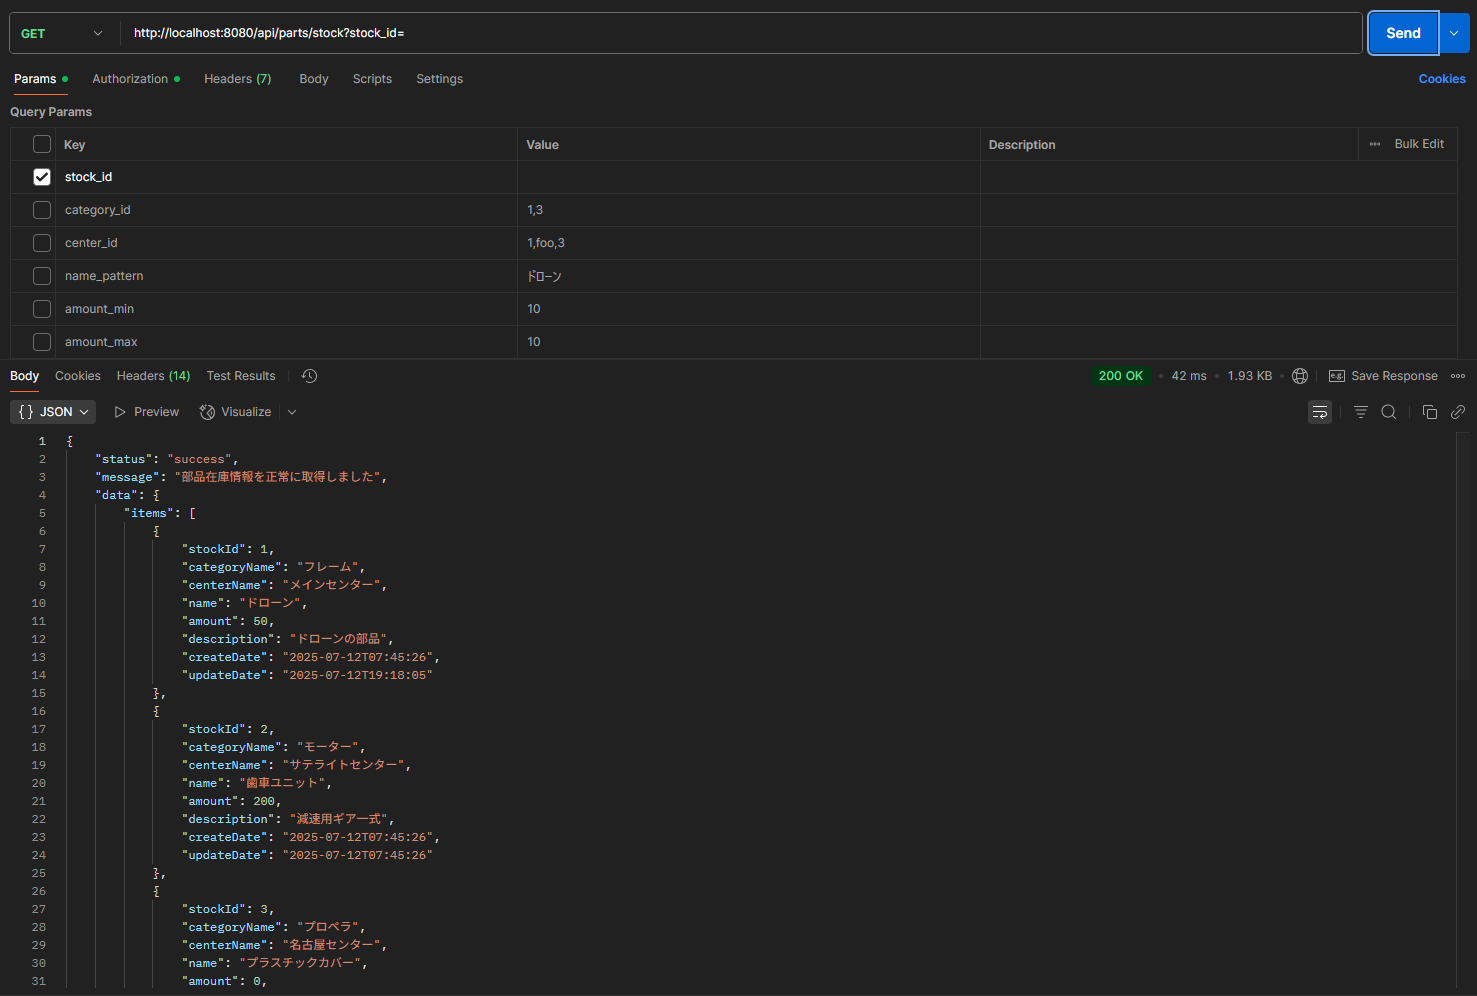 GET http://localhost:8080/api/parts/stock?stock_id= Send
Params Authorization Headers (7) Body Scripts Settings Cookies
Query Params
Key Value Description Bulk Edit
stock_id
category_id 1,3
center_id 1,foo,3
name_pattern ドローン
amount_min 10
amount_max 10
Body Cookies Headers (14) Test Results 200 OK 42 ms 1.93 KB e.g. Save Response
{} JSON Preview Visualize
1 {
2 "status": "success",
3 "message": "部品在庫情報を正常に取得しました",
4 "data": {
5 "items": [
6 {
7 "stockId": 1,
8 "categoryName": "フレーム",
9 "centerName": "メインセンター",
10 "name": "ドローン",
11 "amount": 50,
12 "description": "ドローンの部品",
13 "createDate": "2025-07-12T07:45:26",
14 "updateDate": "2025-07-12T19:18:05"
15 },
16 {
17 "stockId": 2,
18 "categoryName": "モーター",
19 "centerName": "サテライトセンター",
20 "name": "歯車ユニット",
21 "amount": 200,
22 "description": "減速用ギア一式",
23 "createDate": "2025-07-12T07:45:26",
24 "updateDate": "2025-07-12T07:45:26"
25 },
26 {
27 "stockId": 3,
28 "categoryName": "プロペラ",
29 "centerName": "名古屋センター",
30 "name": "プラスチックカバー",
31 "amount": 0,